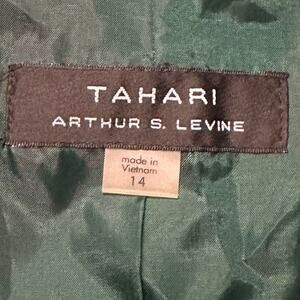 TAHARI
ARTHUR S. LEVINE
made in
Vietnam
14